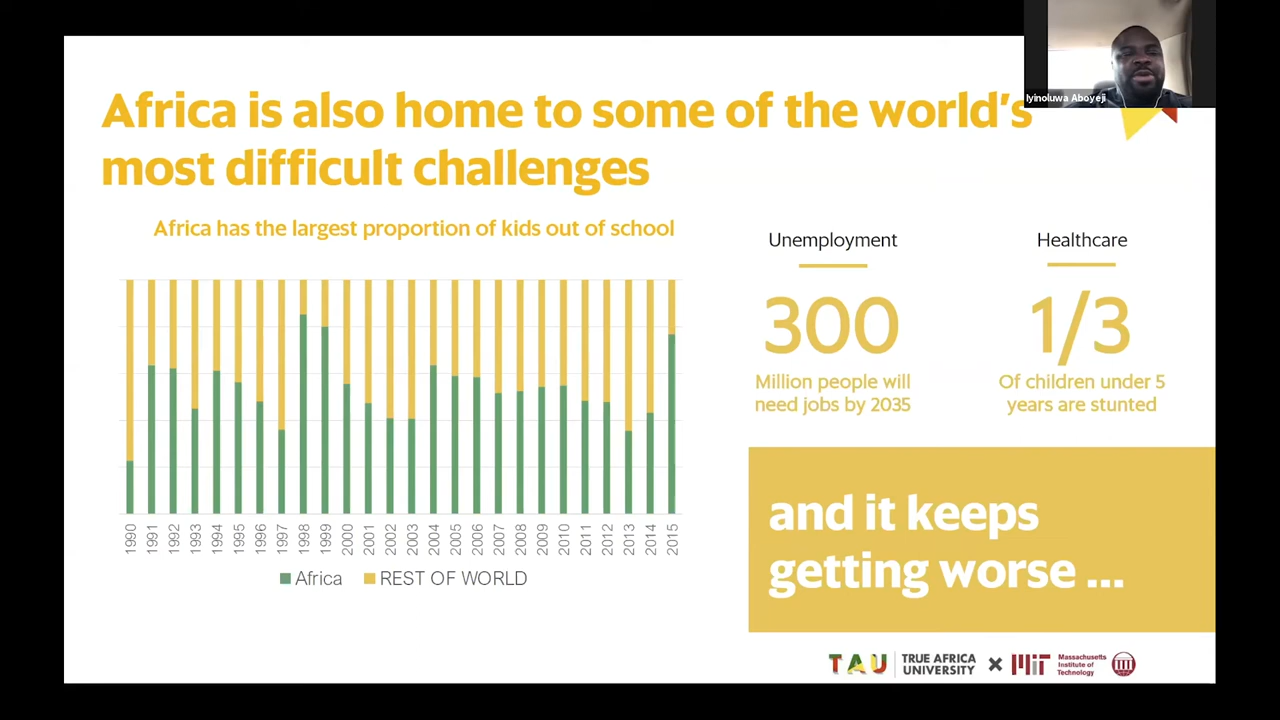 Iyinoluwa Aboyeji
Africa is also home to some of the world's
most difficult challenges
Africa has the largest proportion of kids out of school
1990 1991 1992 1993 1994 1995 1996 1997 1998 1999 2000 2001 2002 2003 2004 2005 2006 2007 2008 2009 2010 2011 2012 2013 2014 2015
Africa REST OF WORLD
Unemployment
300
Million people will
need jobs by 2035
Healthcare
1/3
Of children under 5
years are stunted
and it keeps
getting worse ...
TAU
TRUE AFRICA
UNIVERSITY
MIT
Massachusetts
Institute of
Technology